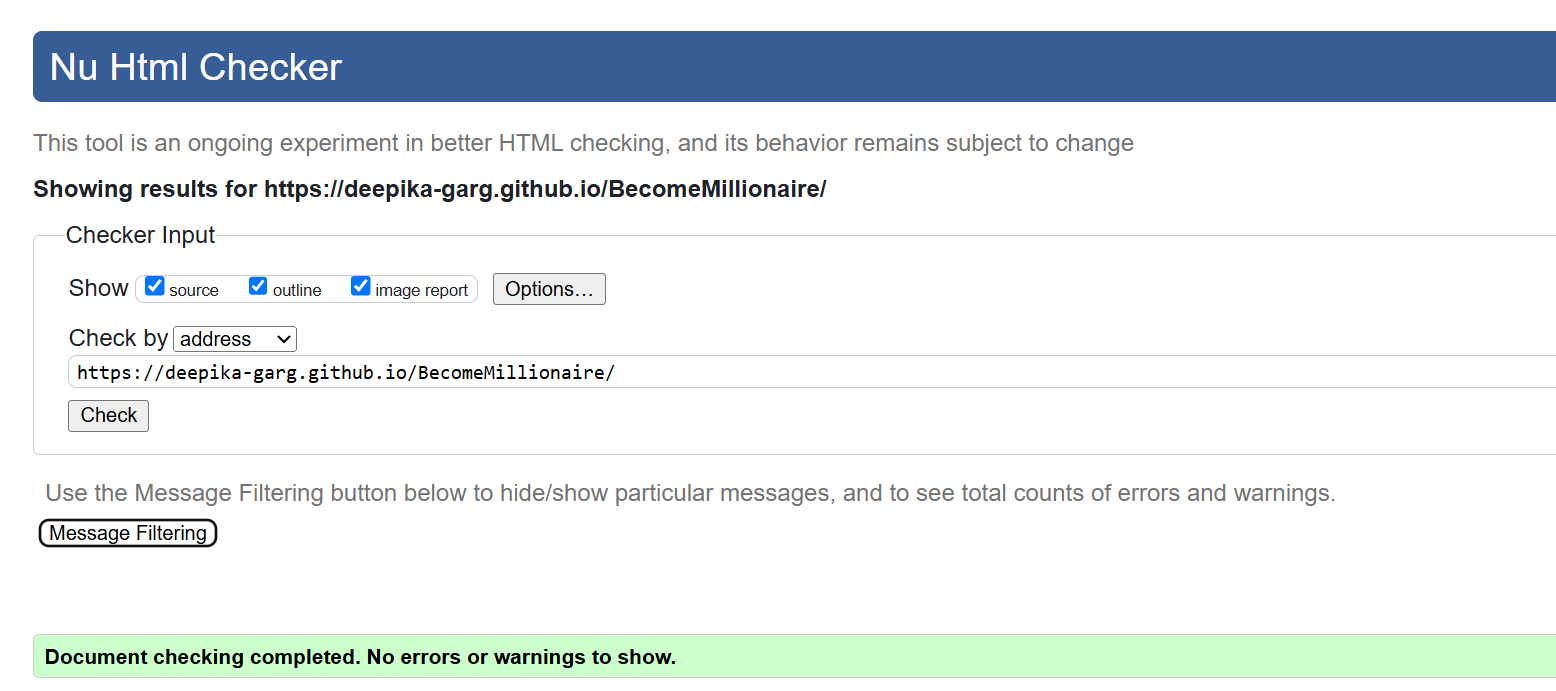 Nu Html Checker
This tool is an ongoing experiment in better HTML checking, and its behavior remains subject to change
Showing results for https://deepika-garg.github.io/BecomeMillionaire/
Checker Input
Show source outline image report Options...
Check by address
https://deepika-garg.github.io/BecomeMillionaire/
Check
Use the Message Filtering button below to hide/show particular messages, and to see total counts of errors and warnings.
Message Filtering
Document checking completed. No errors or warnings to show.